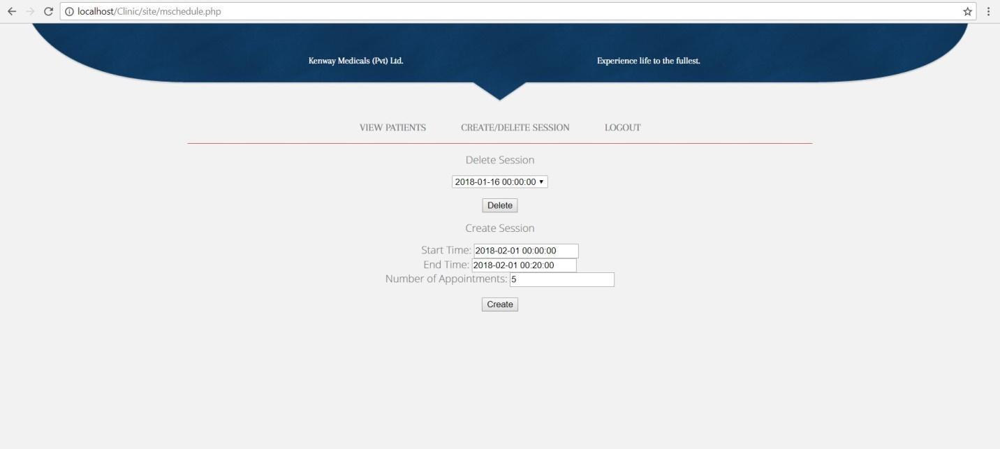 localhost/Clinic/site/mschedule.php
Kenway Medicals (Pvt) Ltd. Experience life to the fullest.
VIEW PATIENTS CREATE/DELETE SESSION LOGOUT
Delete Session
2018-01-16 00:00:00
Delete
Create Session
Start Time: 2018-02-01 00:00:00
End Time: 2018-02-01 00:20:00
Number of Appointments: 5
Create